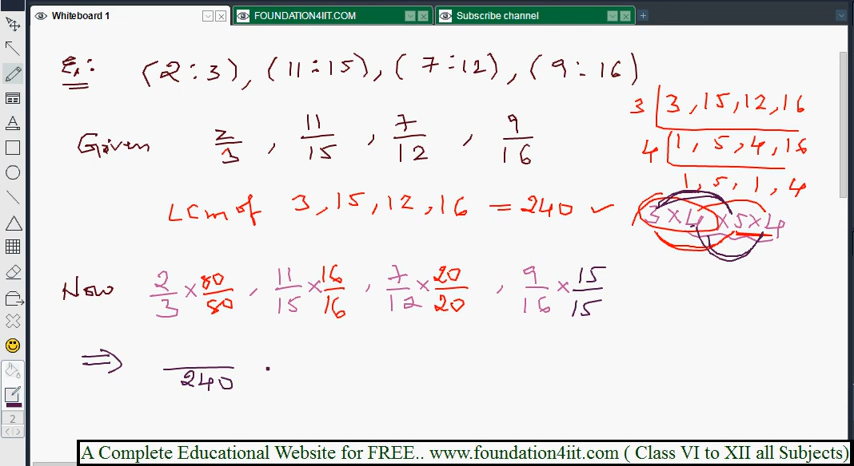 Whiteboard 1
FOUNDATION4IIT.COM
Subscribe channel
Ex: (2:3), (11:15), (7:12), (9:16)
3 | 3, 15, 12, 16
Given 2/3, 11/15, 7/12, 9/16
4 | 1, 5, 4, 16
1, 5, 1, 4
LCM of 3, 15, 12, 16 = 240 ✓
3×4×5×4
Now 2/3 × 80/80, 11/15 × 16/16, 7/12 × 20/20, 9/16 × 15/15
⇒ /240
2
A Complete Educational Website for FREE.. www.foundation4iit.com ( Class VI to XII all Subjects)